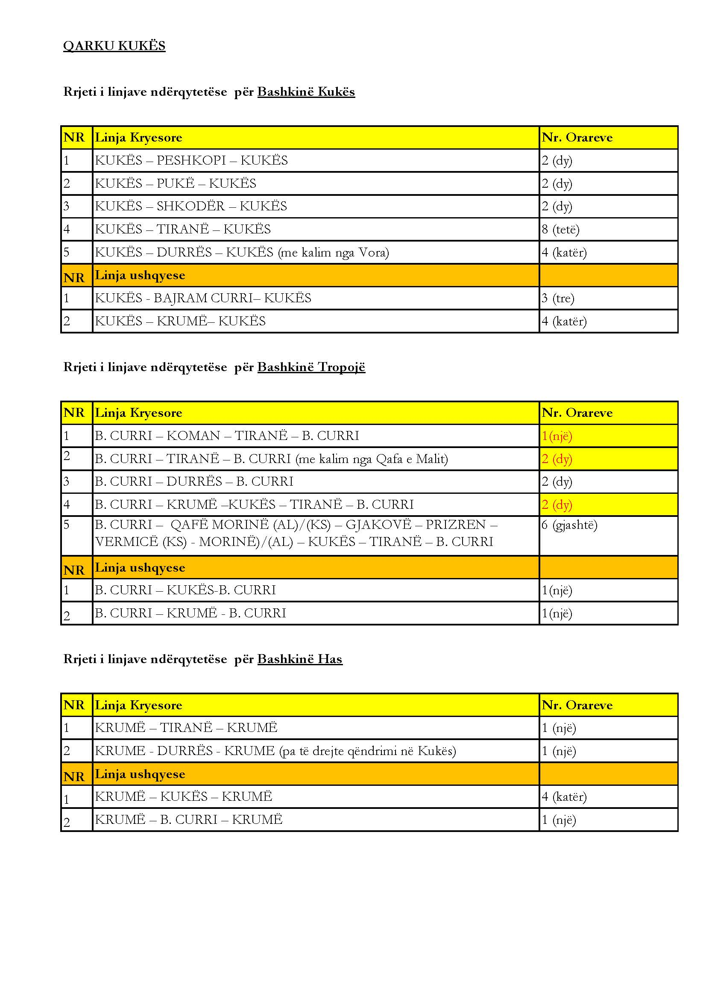 QARKU KUKËS
Rrjeti i linjave ndërqytetëse për Bashkinë Kukës
NR Linja Kryesore Nr. Orareve
1 KUKËS – PESHKOPI – KUKËS 2 (dy)
2 KUKËS – PUKË – KUKËS 2 (dy)
3 KUKËS – SHKODËR – KUKËS 2 (dy)
4 KUKËS – TIRANË – KUKËS 8 (tetë)
5 KUKËS – DURRËS – KUKËS (me kalim nga Vora) 4 (katër)
NR Linja ushqyese
1 KUKËS - BAJRAM CURRI– KUKËS 3 (tre)
2 KUKËS – KRUMË– KUKËS 4 (katër)
Rrjeti i linjave ndërqytetëse për Bashkinë Tropojë
NR Linja Kryesore Nr. Orareve
1 B. CURRI – KOMAN – TIRANË – B. CURRI 1(një)
2 B. CURRI – TIRANË – B. CURRI (me kalim nga Qafa e Malit) 2 (dy)
3 B. CURRI – DURRËS – B. CURRI 2 (dy)
4 B. CURRI – KRUMË –KUKËS – TIRANË – B. CURRI 2 (dy)
5 B. CURRI – QAFË MORINË (AL)/(KS) – GJAKOVË – PRIZREN – 6 (gjashtë)
VERMICË (KS) - MORINË)/(AL) – KUKËS – TIRANË – B. CURRI
NR Linja ushqyese
1 B. CURRI – KUKËS-B. CURRI 1(një)
2 B. CURRI – KRUMË - B. CURRI 1(një)
Rrjeti i linjave ndërqytetëse për Bashkinë Has
NR Linja Kryesore Nr. Orareve
1 KRUMË – TIRANË – KRUMË 1 (një)
2 KRUME - DURRËS - KRUME (pa të drejte qëndrimi në Kukës) 1 (një)
NR Linja ushqyese
1 KRUMË – KUKËS – KRUMË 4 (katër)
2 KRUMË – B. CURRI – KRUMË 1 (një)